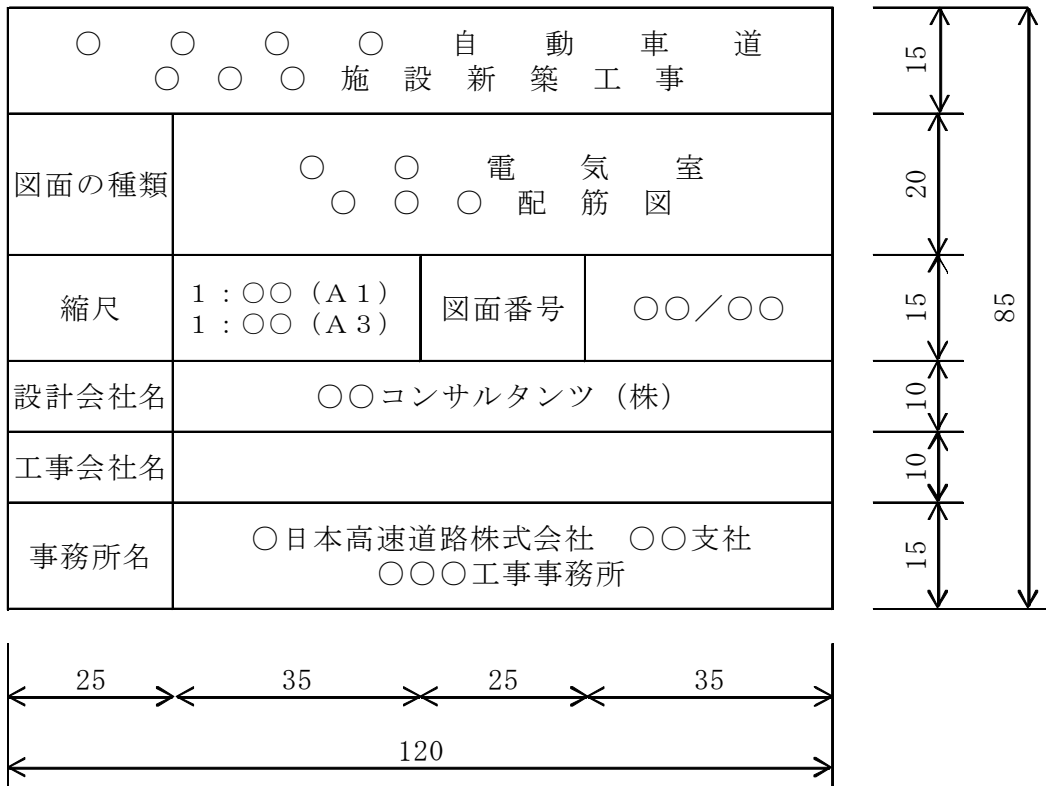 ○○○○自動車道
○○○施設新築工事
図面の種類
○○電気室
○○○配筋図
縮尺
1:○○(A1)
1:○○(A3)
図面番号
○○/○○
設計会社名
○○コンサルタンツ(株)
工事会社名
事務所名
○日本高速道路株式会社 ○○支社
○○○工事事務所
15
20
15
10
10
15
85
25
35
25
35
120